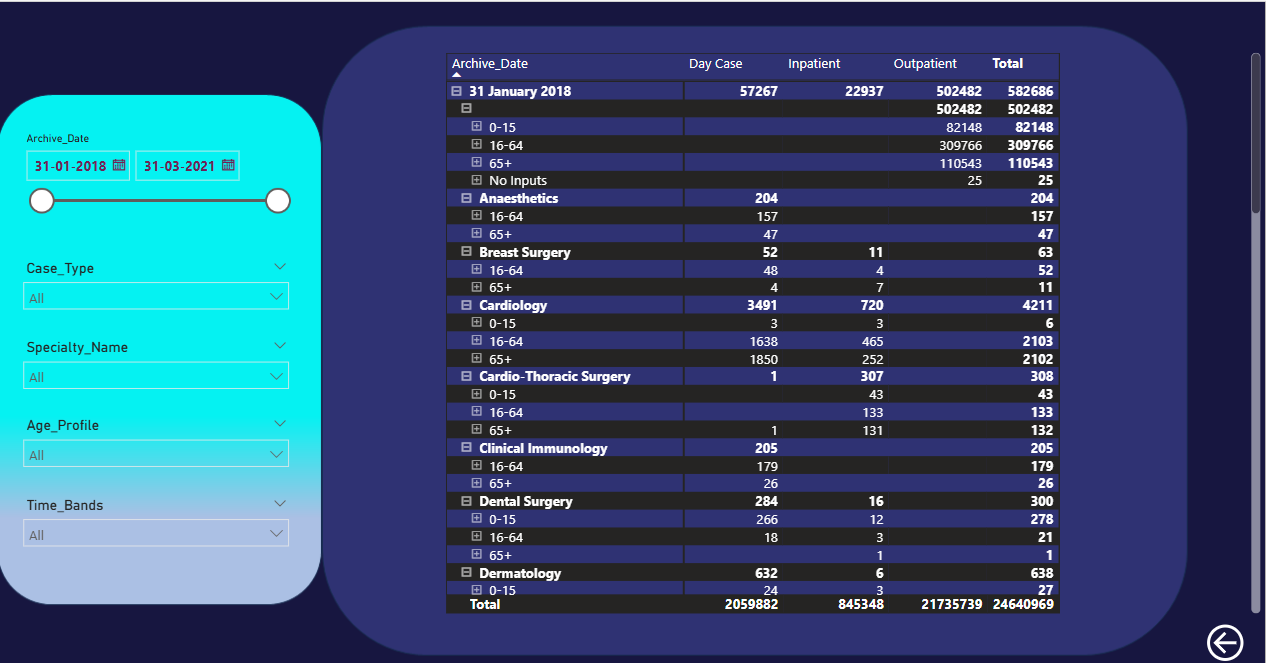 Archive_Date
31-01-2018 31-03-2021
Case_Type
All
Specialty_Name
All
Age_Profile
All
Time_Bands
All
Archive_Date Day Case Inpatient Outpatient Total
31 January 2018 57267 22937 502482 582686
502482 502482
0-15 82148 82148
16-64 309766 309766
65+ 110543 110543
No Inputs 25 25
Anaesthetics 204 204
16-64 157 157
65+ 47 47
Breast Surgery 52 11 63
16-64 48 4 52
65+ 4 7 11
Cardiology 3491 720 4211
0-15 3 3 6
16-64 1638 465 2103
65+ 1850 252 2102
Cardio-Thoracic Surgery 1 307 308
0-15 43 43
16-64 133 133
65+ 1 131 132
Clinical Immunology 205 205
16-64 179 179
65+ 26 26
Dental Surgery 284 16 300
0-15 266 12 278
16-64 18 3 21
65+ 1 1
Dermatology 632 6 638
0-15 24 3 27
Total 2059882 845348 21735739 24640969